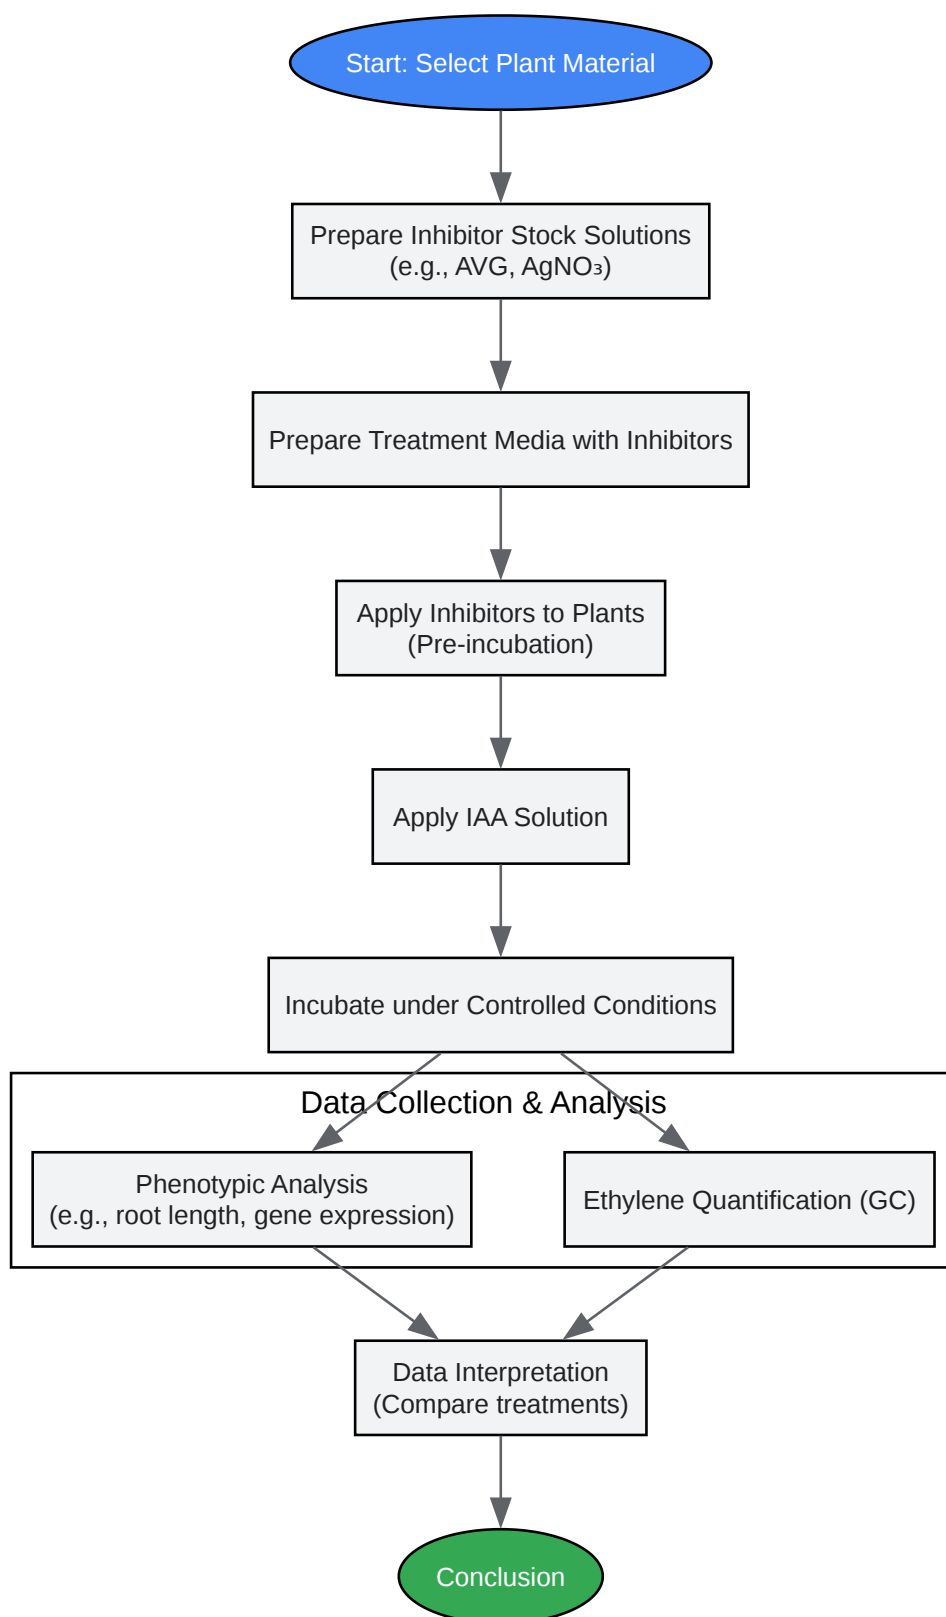 Start: Select Plant Material
Prepare Inhibitor Stock Solutions
(e.g., AVG, AgNO₃)
Prepare Treatment Media with Inhibitors
Apply Inhibitors to Plants
(Pre-incubation)
Apply IAA Solution
Incubate under Controlled Conditions
Data Collection & Analysis
Phenotypic Analysis
(e.g., root length, gene expression)
Ethylene Quantification (GC)
Data Interpretation
(Compare treatments)
Conclusion